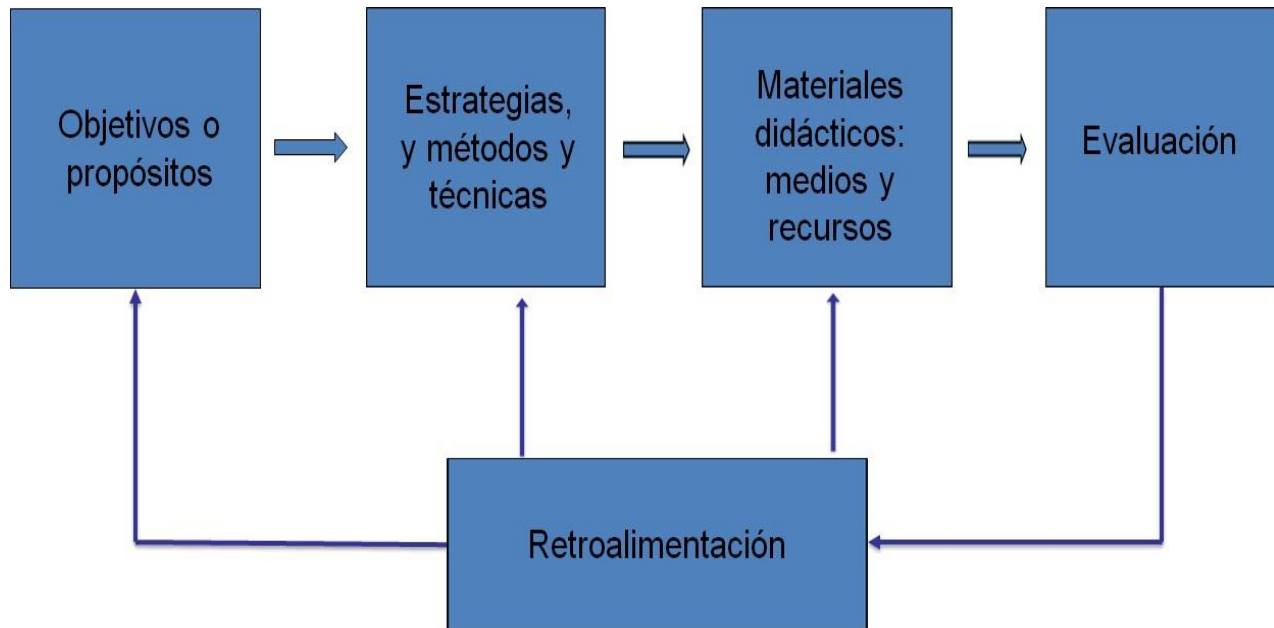 Objetivos o
propósitos
Estrategias,
y métodos y
técnicas
Materiales
didácticos:
medios y
recursos
Evaluación
Retroalimentación